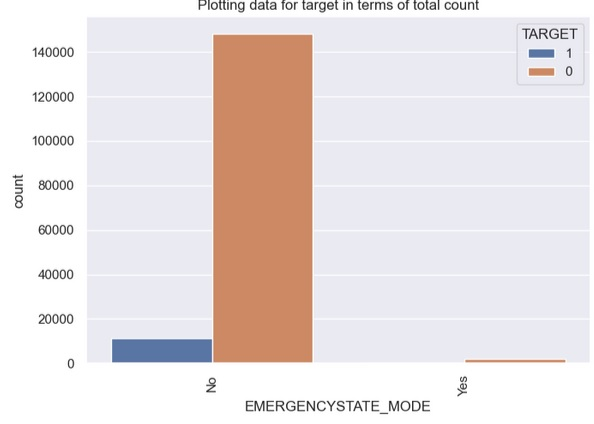 Plotting data for target in terms of total count
TARGET
1
0
140000
120000
100000
80000
60000
40000
20000
0
count
No
Yes
EMERGENCYSTATE_MODE